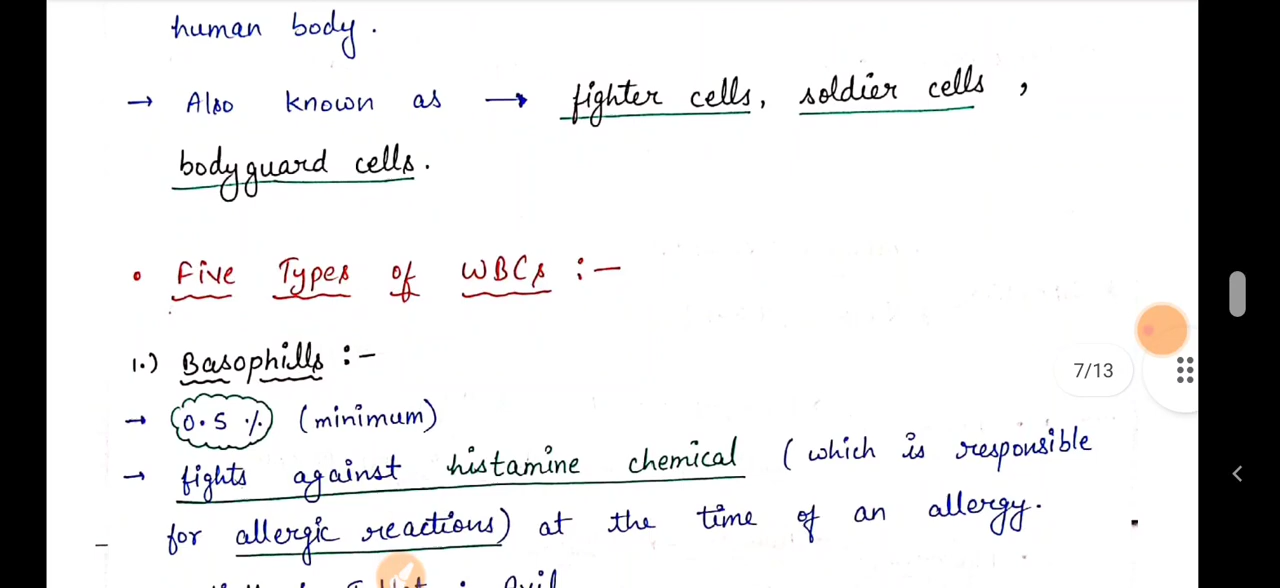 human body.
→ Also known as → fighter cells, soldier cells,
bodyguard cells.
• Five Types of WBCs :-
1.) Basophills :-
→ 0.5 % (minimum)
→ fights against histamine chemical (which is responsible
for allergic reactions) at the time of an allergy.
7/13